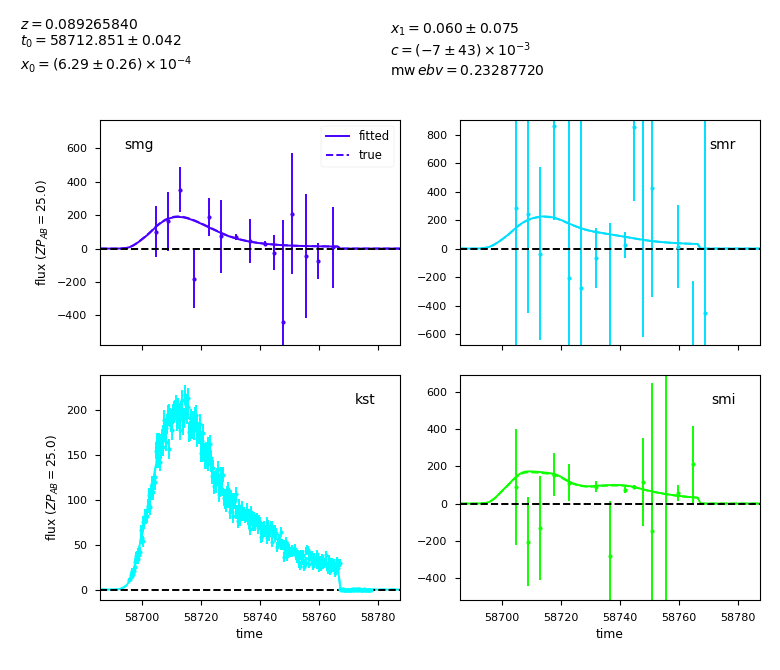 z = 0.089265840
t₀ = 58712.851 ± 0.042
x₀ = (6.29 ± 0.26) × 10⁻⁴
x₁ = 0.060 ± 0.075
c = (−7 ± 43) × 10⁻³
mw ebv = 0.23287720
smg
fitted
true
600
400
200
0
−200
−400
flux (ZP_AB = 25.0)
smr
800
600
400
200
0
−200
−400
−600
kst
200
150
100
50
0
flux (ZP_AB = 25.0)
58700 58720 58740 58760 58780
time
smi
600
400
200
0
−200
−400
58700 58720 58740 58760 58780
time